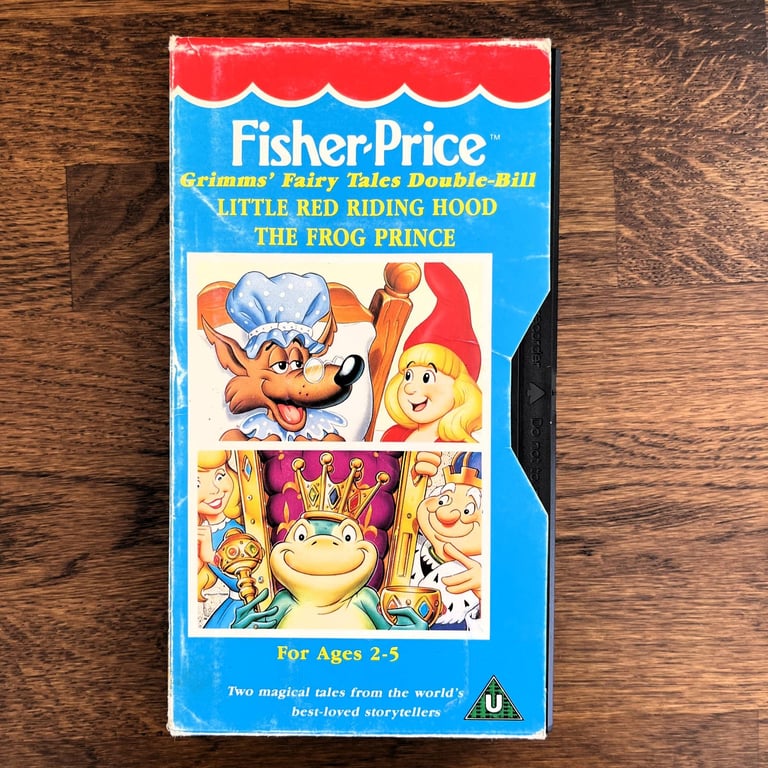 Fisher-Price™
Grimms' Fairy Tales Double-Bill
LITTLE RED RIDING HOOD
THE FROG PRINCE
For Ages 2-5
Two magical tales from the world's
best-loved storytellers
U